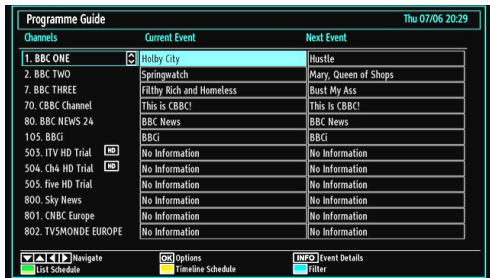 Programme Guide Thu 07/06 20:29
Channels Current Event Next Event
1. BBC ONE Holby City Hustle
2. BBC TWO Springwatch Mary, Queen of Shops
7. BBC THREE Filthy Rich and Homeless Bust My Ass
70. CBBC Channel This is CBBC! This Is CBBC!
80. BBC NEWS 24 BBC News BBC News
105. BBCi BBCi BBCi
503. ITV HD Trial HD No Information No Information
504. Ch4 HD Trial HD No Information No Information
505. five HD Trial No Information No Information
800. Sky News No Information No Information
801. CNBC Europe No Information No Information
802. TV5MONDE EUROPE No Information No Information
Navigate OK Options INFO Event Details
List Schedule Timeline Schedule Filter